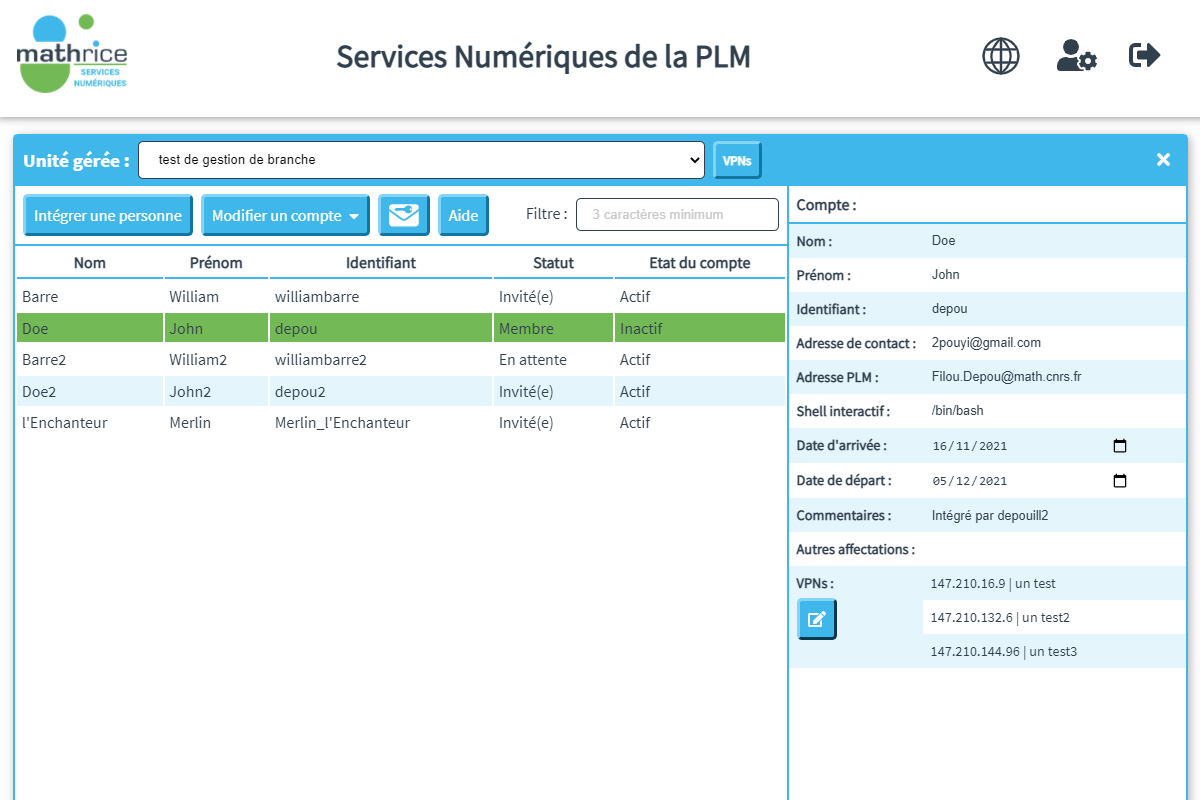 mathrice
SERVICES
NUMÉRIQUES
Services Numériques de la PLM
Unité gérée : test de gestion de branche VPNs
Intégrer une personne Modifier un compte Aide Filtre : 3 caractères minimum
Nom Prénom Identifiant Statut Etat du compte
Barre William williambarre Invité(e) Actif
Doe John depou Membre Inactif
Barre2 William2 williambarre2 En attente Actif
Doe2 John2 depou2 Invité(e) Actif
l'Enchanteur Merlin Merlin_l'Enchanteur Invité(e) Actif
Compte :
Nom : Doe
Prénom : John
Identifiant : depou
Adresse de contact : 2pouyi@gmail.com
Adresse PLM : Filou.Depou@math.cnrs.fr
Shell interactif : /bin/bash
Date d'arrivée : 16/11/2021
Date de départ : 05/12/2021
Commentaires : Intégré par depouill2
Autres affectations :
VPNs : 147.210.16.9 | un test
147.210.132.6 | un test2
147.210.144.96 | un test3